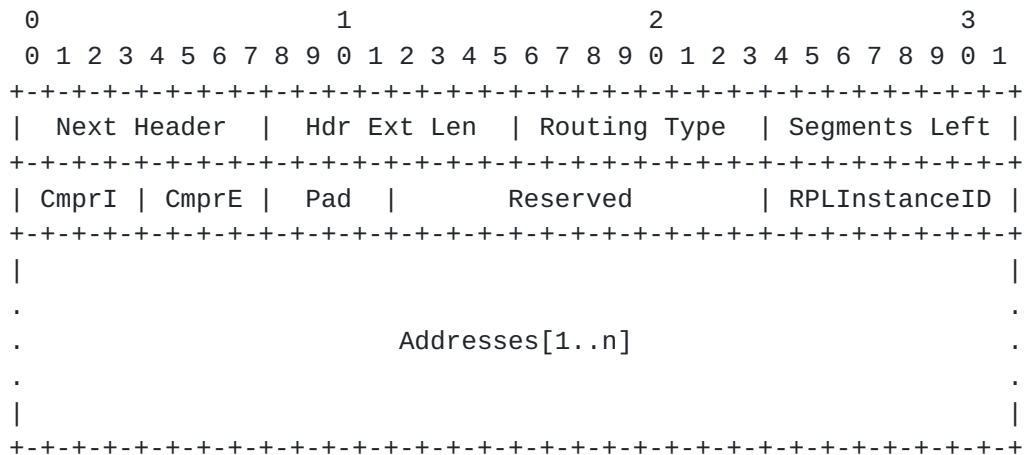 0                   1                   2                   3
 0 1 2 3 4 5 6 7 8 9 0 1 2 3 4 5 6 7 8 9 0 1 2 3 4 5 6 7 8 9 0 1
+-+-+-+-+-+-+-+-+-+-+-+-+-+-+-+-+-+-+-+-+-+-+-+-+-+-+-+-+-+-+-+-+
|  Next Header  |  Hdr Ext Len  | Routing Type  | Segments Left |
+-+-+-+-+-+-+-+-+-+-+-+-+-+-+-+-+-+-+-+-+-+-+-+-+-+-+-+-+-+-+-+-+
| CmprI | CmprE |  Pad  |       Reserved        | RPLInstanceID |
+-+-+-+-+-+-+-+-+-+-+-+-+-+-+-+-+-+-+-+-+-+-+-+-+-+-+-+-+-+-+-+-+
|                                                               |
.                                                               .
.                        Addresses[1..n]                        .
.                                                               .
|                                                               |
+-+-+-+-+-+-+-+-+-+-+-+-+-+-+-+-+-+-+-+-+-+-+-+-+-+-+-+-+-+-+-+-+